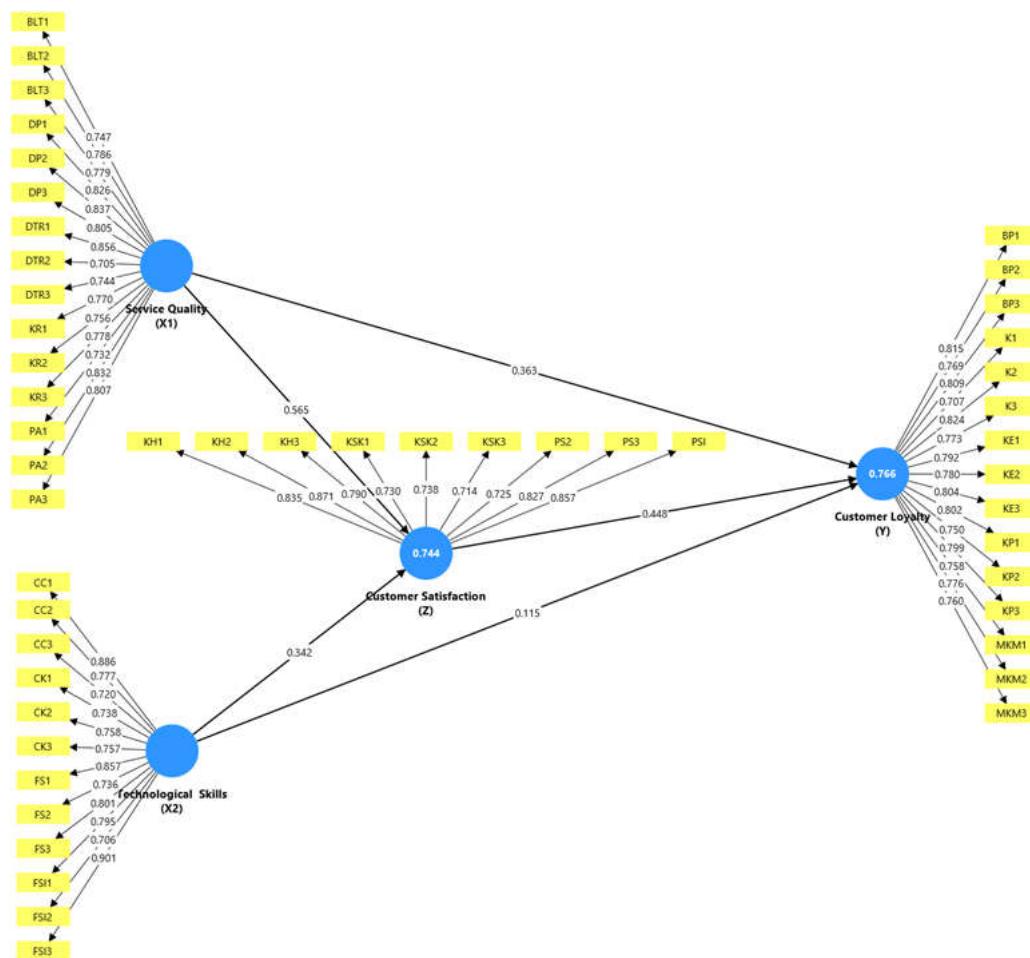 BLT1
BLT2
BLT3
DP1
DP2
DP3
DTR1
DTR2
DTR3
KR1
KR2
KR3
PA1
PA2
PA3
0.747
0.786
0.779
0.826
0.837
0.805
0.856
0.705
0.744
0.770
0.756
0.778
0.732
0.832
0.807
Service Quality
(X1)
0.363
0.565
KH1 KH2 KH3 KSK1 KSK2 KSK3 PS2 PS3 PSI
0.835 0.871 0.790 0.730 0.738 0.714 0.725 0.827 0.857
0.744
Customer Satisfaction
(Z)
0.448
0.342
0.115
CC1
CC2
CC3
CK1
CK2
CK3
FS1
FS2
FS3
FSI1
FSI2
FSI3
0.886
0.777
0.720
0.738
0.758
0.757
0.857
0.736
0.801
0.795
0.706
0.901
Technological Skills
(X2)
0.766
Customer Loyalty
(Y)
0.815
0.769
0.809
0.707
0.824
0.773
0.792
0.780
0.804
0.802
0.750
0.799
0.758
0.776
0.760
BP1
BP2
BP3
K1
K2
K3
KE1
KE2
KE3
KP1
KP2
KP3
MKM1
MKM2
MKM3